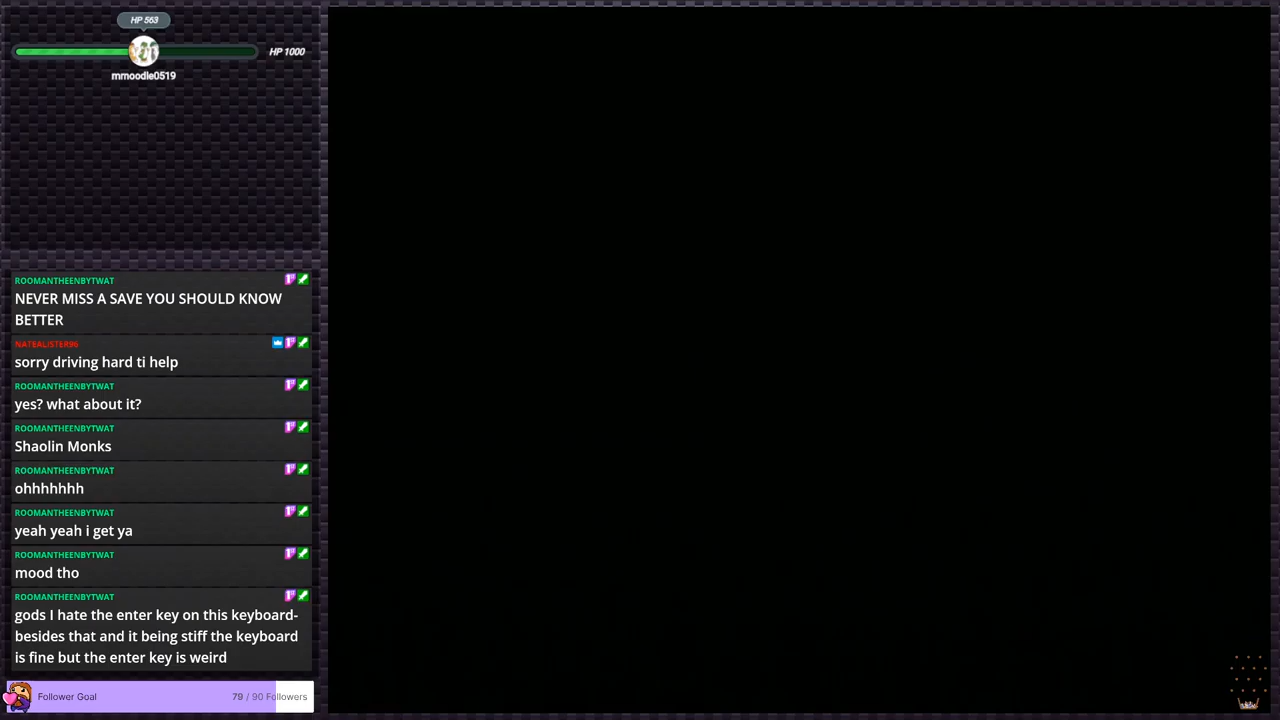 HP 563
HP 1000
mmoodle0519
ROOMANTHEENBYTWAT
NEVER MISS A SAVE YOU SHOULD KNOW
BETTER
NATEALISTER96
sorry driving hard ti help
ROOMANTHEENBYTWAT
yes? what about it?
ROOMANTHEENBYTWAT
Shaolin Monks
ROOMANTHEENBYTWAT
ohhhhhhh
ROOMANTHEENBYTWAT
yeah yeah i get ya
ROOMANTHEENBYTWAT
mood tho
ROOMANTHEENBYTWAT
gods I hate the enter key on this keyboard-
besides that and it being stiff the keyboard
is fine but the enter key is weird
Follower Goal
79 / 90 Followers